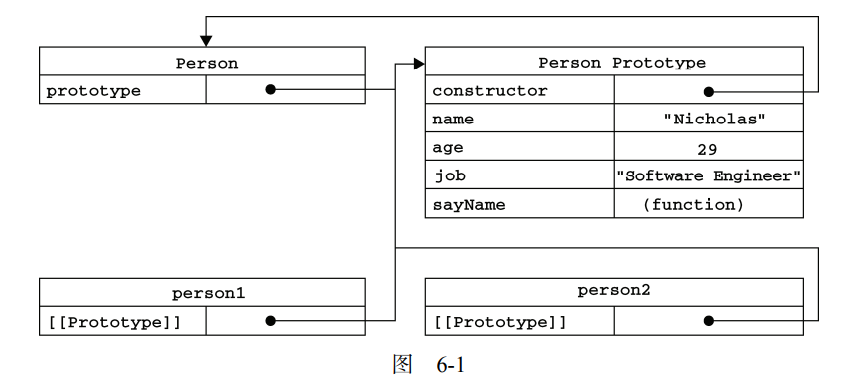 Person
prototype
Person Prototype
constructor
name "Nicholas"
age 29
job "Software Engineer"
sayName (function)
person1
[[Prototype]]
person2
[[Prototype]]
图 6-1